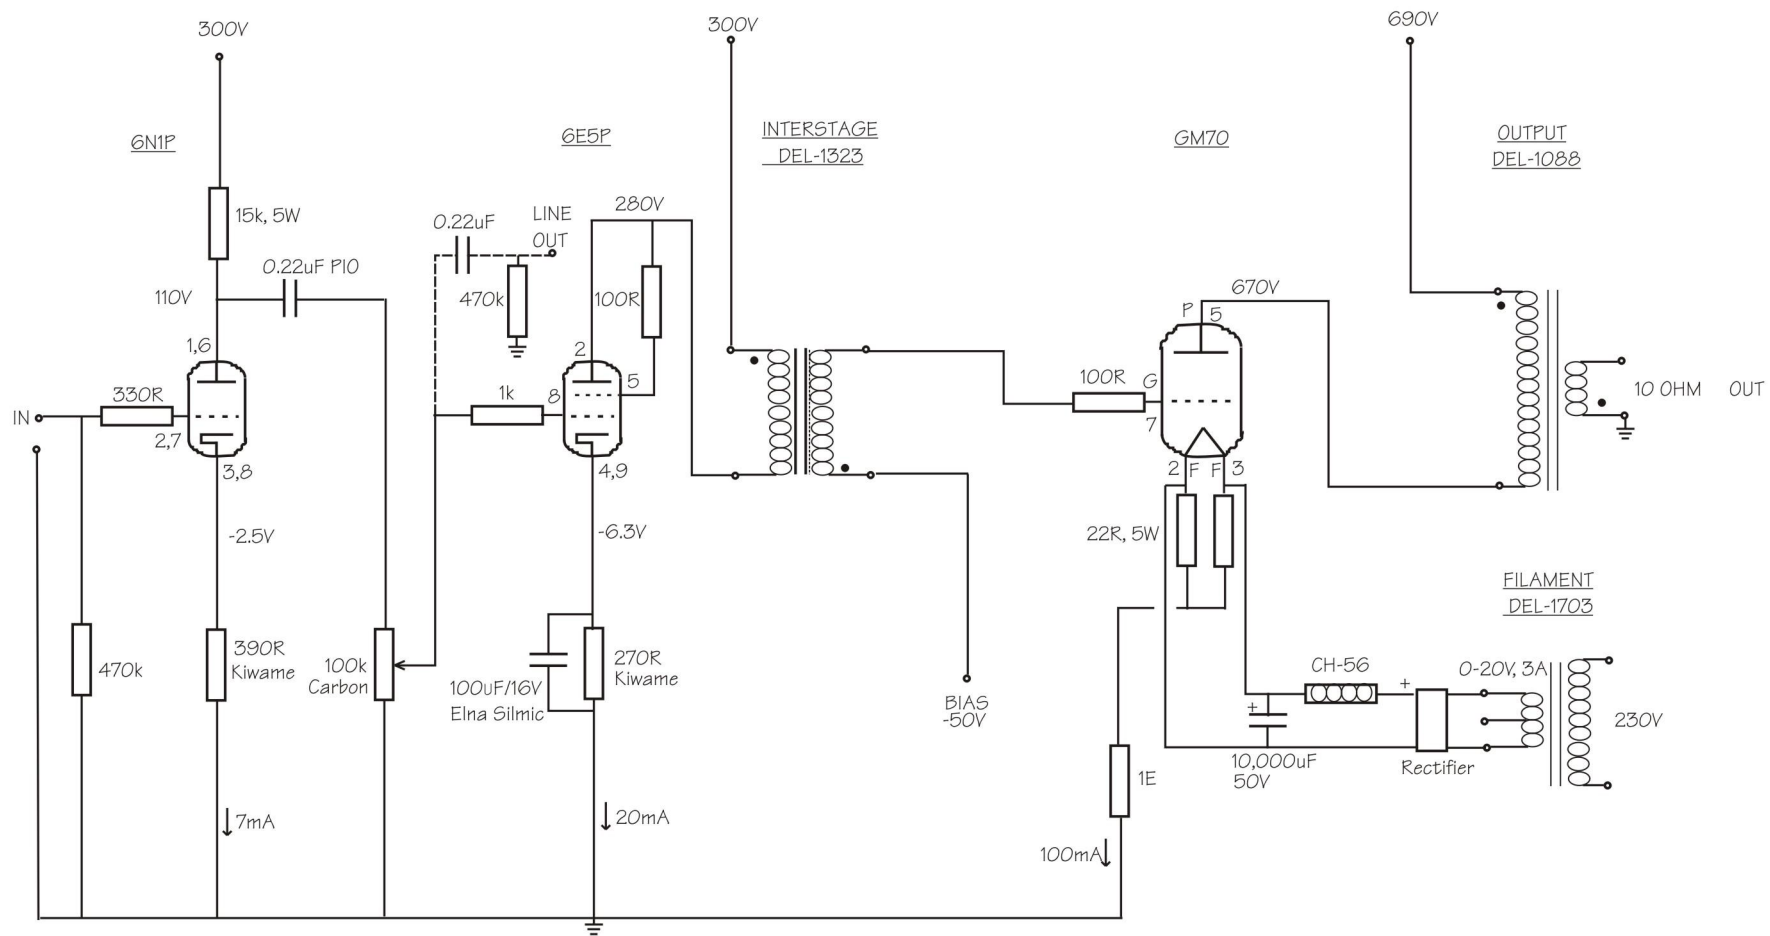 300V
300V
690V
6N1P
6E5P
INTERSTAGE
DEL-1323
GM70
OUTPUT
DEL-1088
15k, 5W
0.22uF
LINE
OUT
280V
0.22uF PIO
470k
100R
110V
670V
P
5
1,6
2
5
330R
1k
8
100R
G
10 OHM
OUT
IN
2,7
7
3,8
4,9
2
F
F
3
-2.5V
-6.3V
22R, 5W
FILAMENT
DEL-1703
470k
390R
Kiwame
100k
Carbon
270R
Kiwame
100uF/16V
Elna Silmic
BIAS
-50V
CH-56
+
0-20V, 3A
+
230V
10,000uF
50V
Rectifier
1E
7mA
20mA
100mA